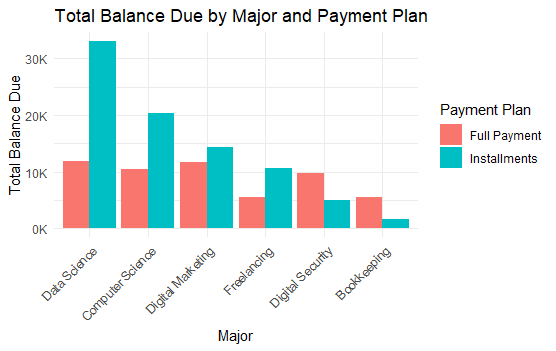 Total Balance Due by Major and Payment Plan
Total Balance Due
30K
20K
10K
0K
Data Science
Computer Science
Digital Marketing
Freelancing
Digital Security
Bookkeeping
Major
Payment Plan
Full Payment
Installments